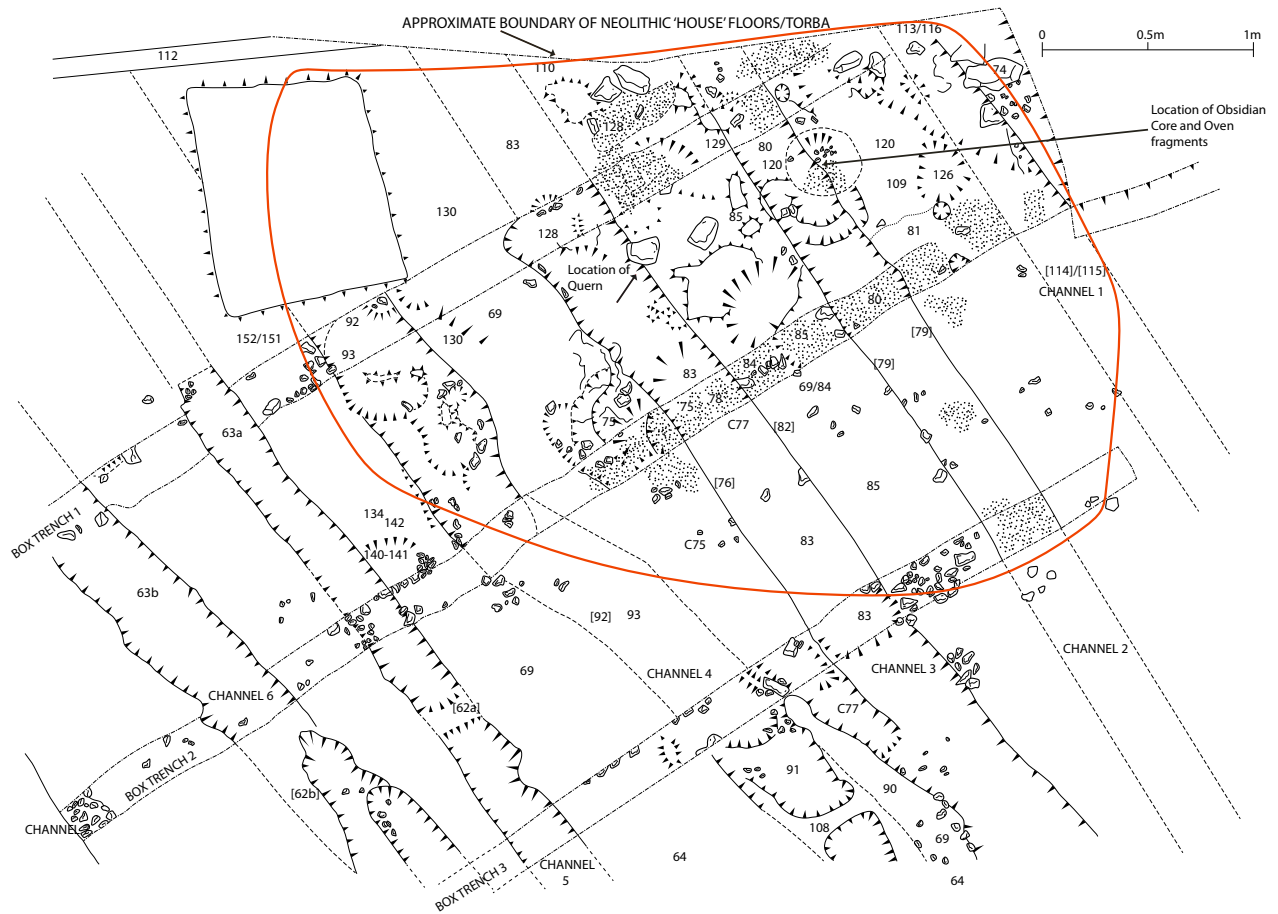 APPROXIMATE BOUNDARY OF NEOLITHIC ‘HOUSE’ FLOORS/TORBA
113/116
0 0.5m 1m
112
110
74
Location of Obsidian
Core and Oven
fragments
128
83
129
80
120
120
126
109
130
85
128
81
Location of
Quern
[114]/[115]
CHANNEL 1
80
69
92
152/151
130
85
[79]
93
84
[79]
83
69/84
75
78
75
C77
[82]
63a
[76]
85
134
142
BOX TRENCH 1
140-141
C75
83
63b
[92] 93
83
CHANNEL 2
69
CHANNEL 4
CHANNEL 3
CHANNEL 6
[62a]
C77
BOX TRENCH 2
91
[62b]
90
CHANNEL
108
69
64
CHANNEL
5
BOX TRENCH 3
64